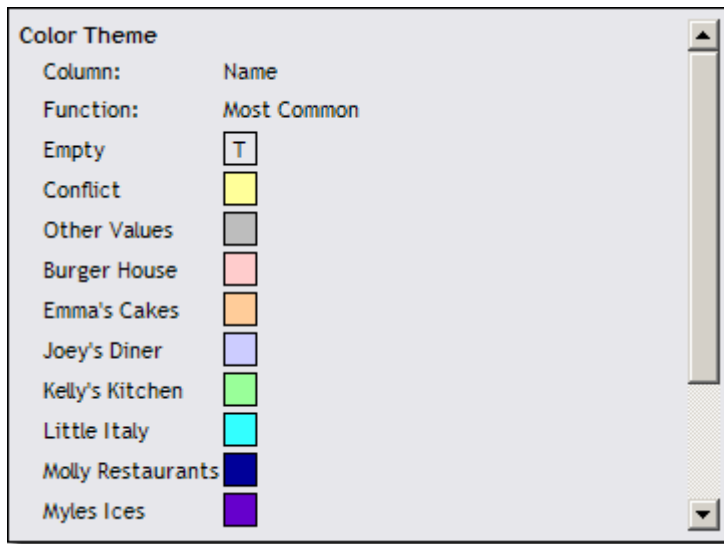 Color Theme
Column: Name
Function: Most Common
Empty T
Conflict
Other Values
Burger House
Emma's Cakes
Joey's Diner
Kelly's Kitchen
Little Italy
Molly Restaurants
Myles Ices